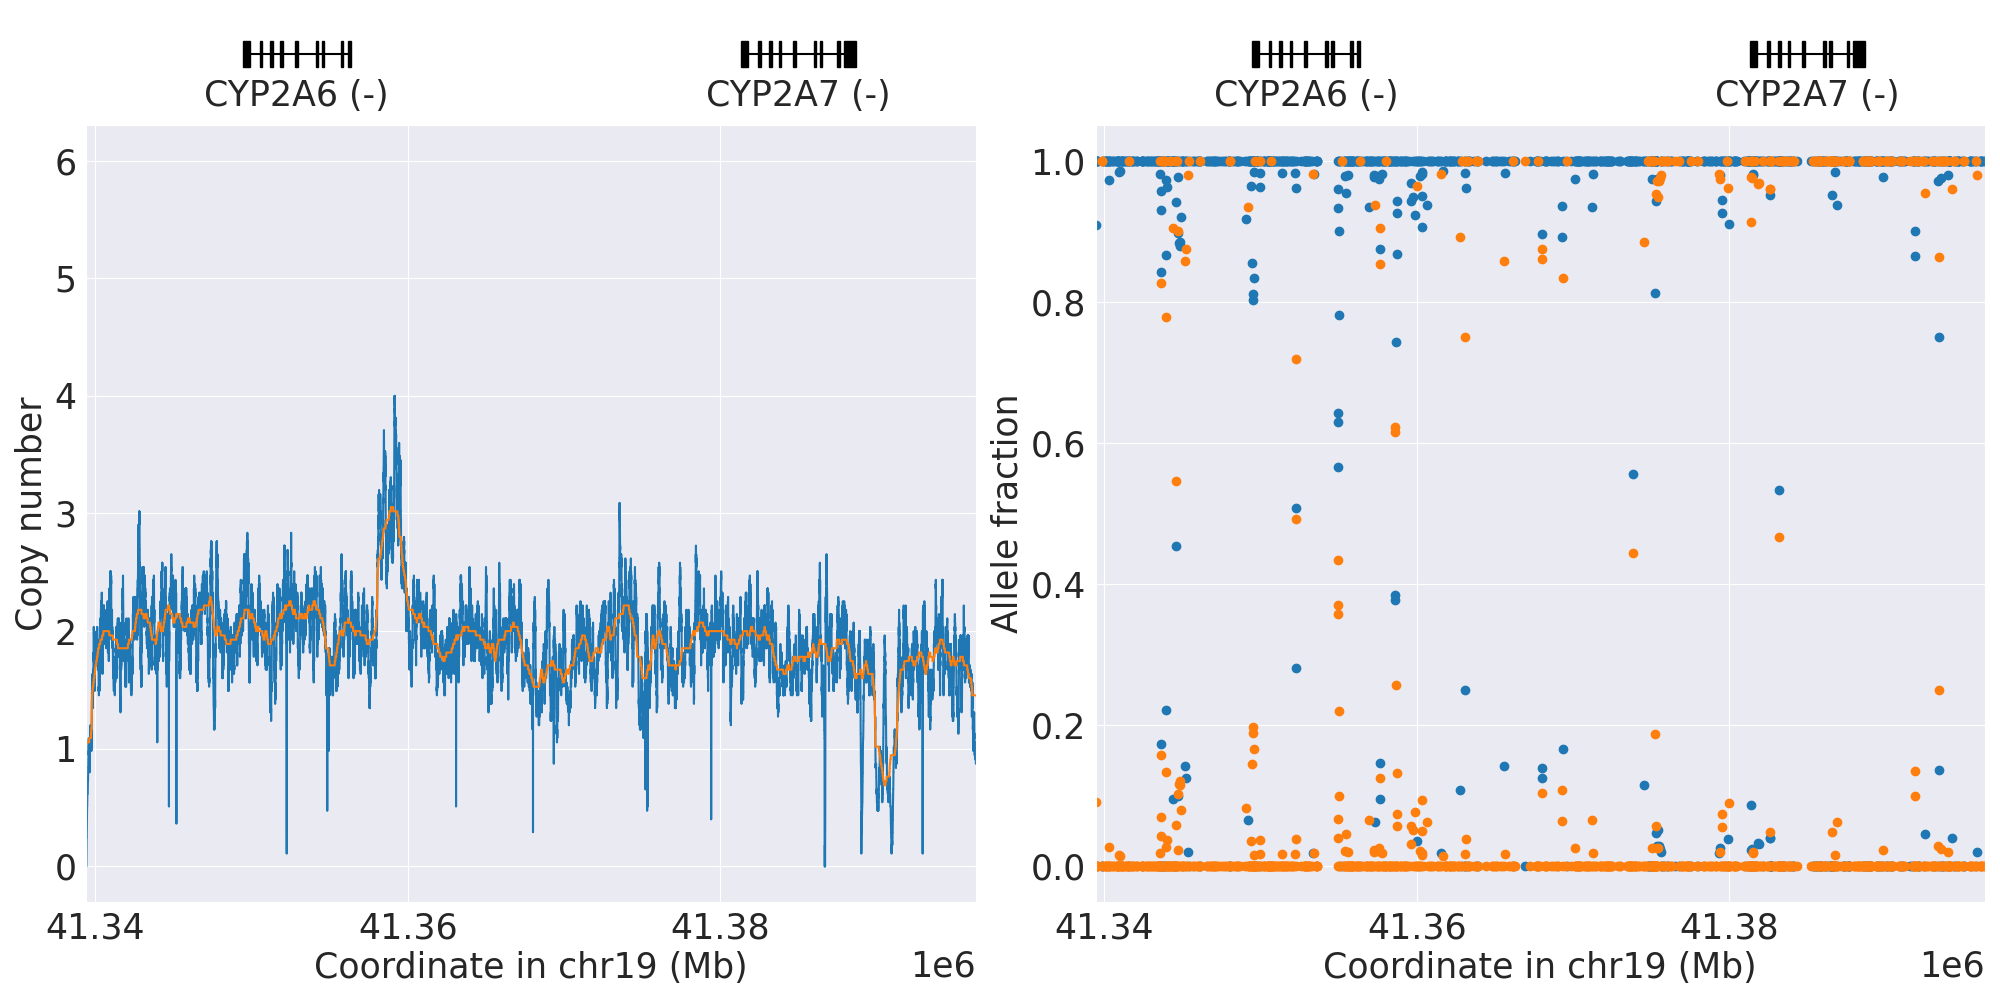 CYP2A6 (-)
CYP2A7 (-)
6
5
4
3
2
1
0
Copy number
41.34
41.36
41.38
Coordinate in chr19 (Mb)
1e6
CYP2A6 (-)
CYP2A7 (-)
1.0
0.8
0.6
0.4
0.2
0.0
Allele fraction
41.34
41.36
41.38
Coordinate in chr19 (Mb)
1e6